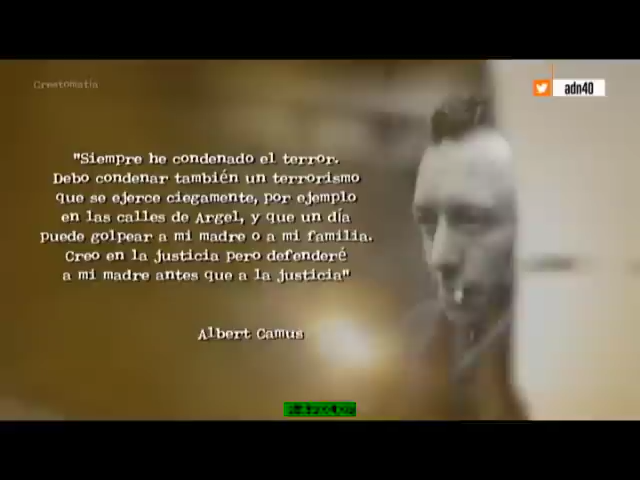 Crestomatía
adn40
"Siempre he condenado el terror.
Debo condenar también un terrorismo
que se ejerce ciegamente, por ejemplo
en las calles de Argel, y que un día
puede golpear a mi madre o a mi familia.
Creo en la justicia pero defenderé
a mi madre antes que a la justicia"
Albert Camus